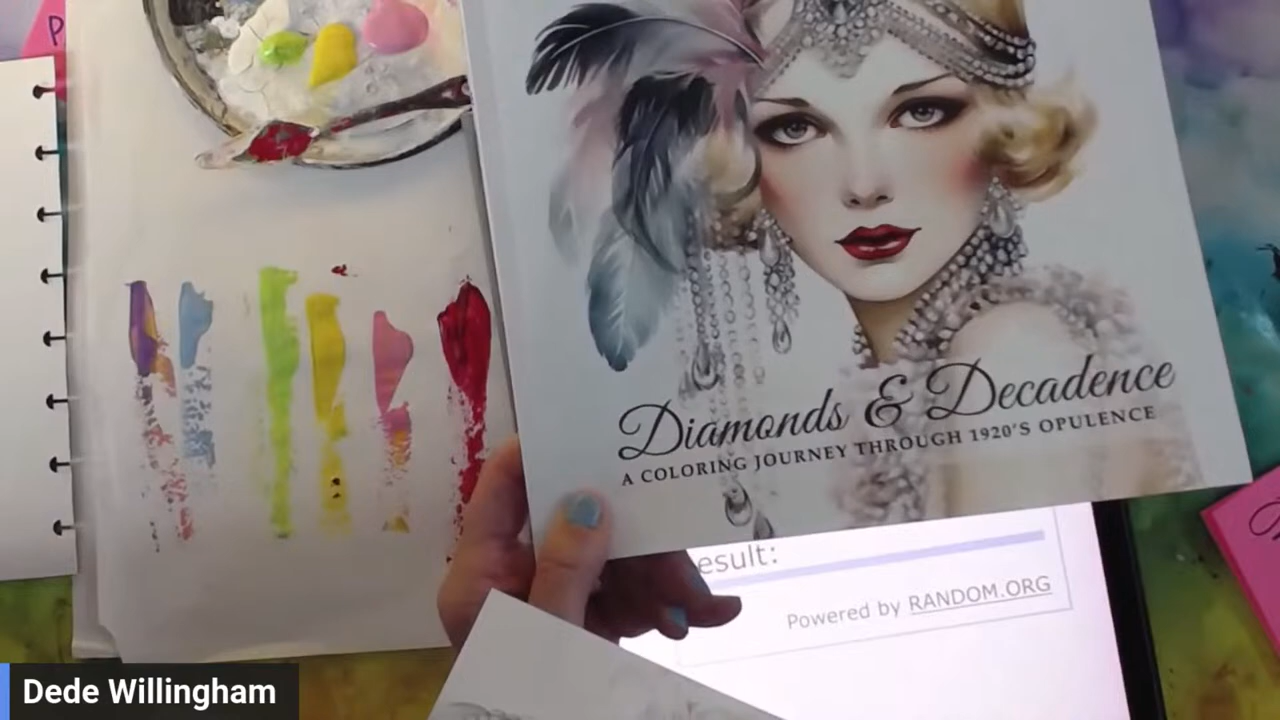 P
Diamonds & Decadence
A COLORING JOURNEY THROUGH 1920'S OPULENCE
esult:
Powered by RANDOM.ORG
Dede Willingham